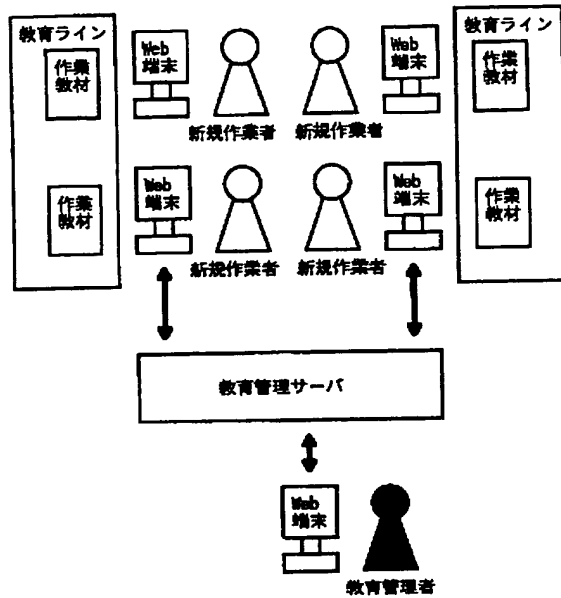 教育ライン
教育ライン
作業
教材
Web
端末
Web
端末
作業
教材
新規作業者
新規作業者
作業
教材
Web
端末
Web
端末
作業
教材
新規作業者
新規作業者
教育管理サーバ
Web
端末
教育管理者